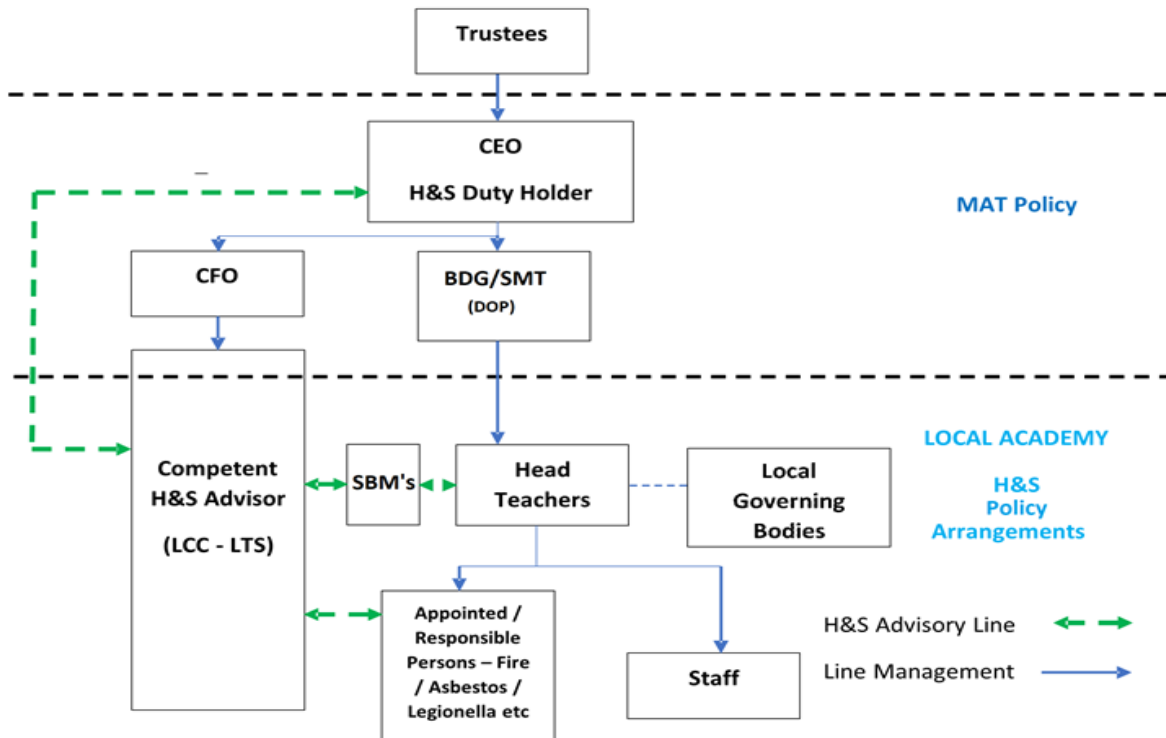 Trustees
CEO
H&S Duty Holder
MAT Policy
CFO
BDG/SMT
(DOP)
Competent
H&S Advisor
(LCC - LTS)
SBM's
Head
Teachers
Local
Governing
Bodies
LOCAL ACADEMY
H&S
Policy
Arrangements
Appointed /
Responsible
Persons – Fire
/ Asbestos /
Legionella etc
Staff
H&S Advisory Line
Line Management